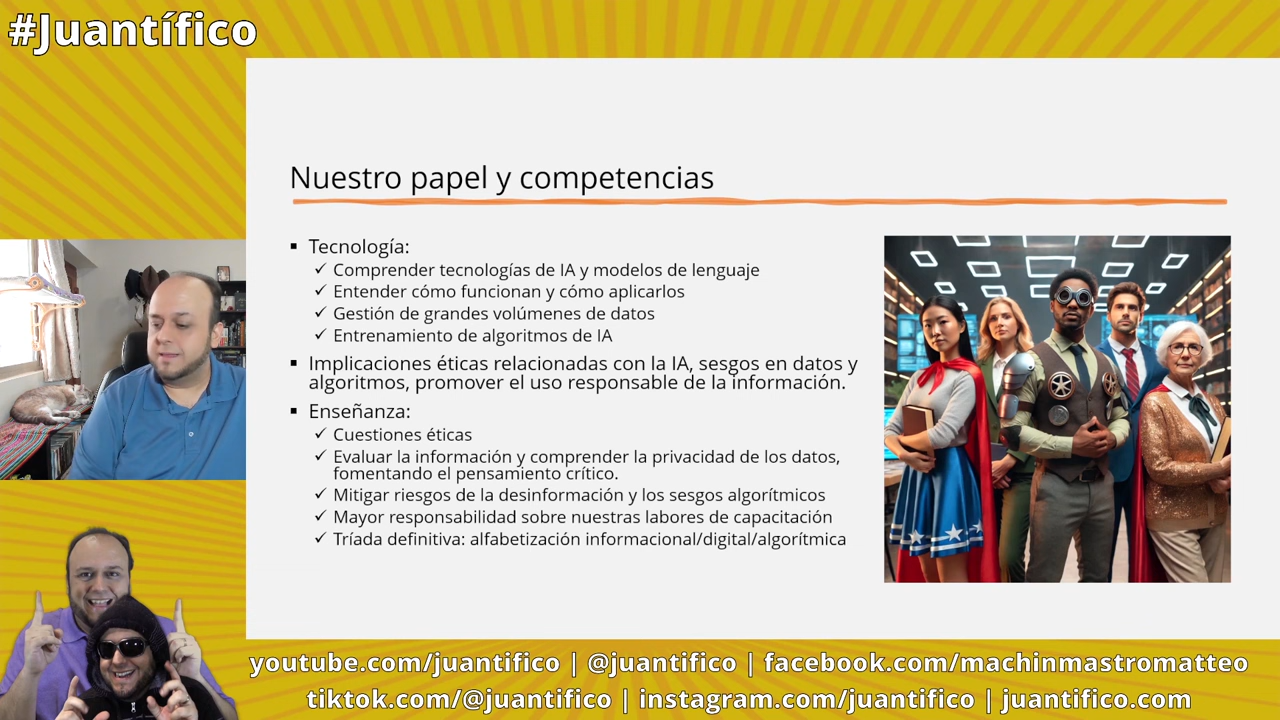 #Juantífico
Nuestro papel y competencias
▪ Tecnología:
✓ Comprender tecnologías de IA y modelos de lenguaje
✓ Entender cómo funcionan y cómo aplicarlos
✓ Gestión de grandes volúmenes de datos
✓ Entrenamiento de algoritmos de IA
▪ Implicaciones éticas relacionadas con la IA, sesgos en datos y
algoritmos, promover el uso responsable de la información.
▪ Enseñanza:
✓ Cuestiones éticas
✓ Evaluar la información y comprender la privacidad de los datos,
fomentando el pensamiento crítico.
✓ Mitigar riesgos de la desinformación y los sesgos algorítmicos
✓ Mayor responsabilidad sobre nuestras labores de capacitación
✓ Tríada definitiva: alfabetización informacional/digital/algorítmica
youtube.com/juantifico | @juantifico | facebook.com/machinmastromatteo
tiktok.com/@juantifico | instagram.com/juantifico | juantifico.com